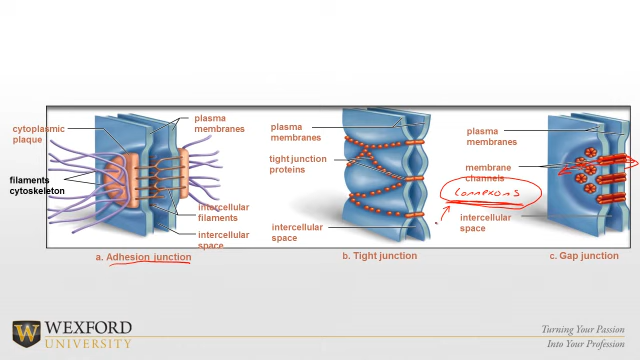 cytoplasmic
plaque
filaments
cytoskeleton
plasma
membranes
intercellular
filaments
intercellular
space
a. Adhesion junction
plasma
membranes
tight junction
proteins
intercellular
space
b. Tight junction
plasma
membranes
membrane
channels
connexons
intercellular
space
c. Gap junction
WEXFORD
UNIVERSITY
Turning Your Passion
Into Your Profession